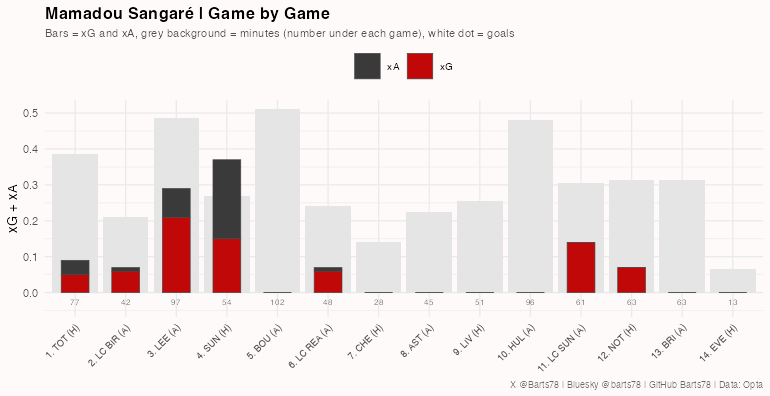 Mamadou Sangaré | Game by Game
Bars = xG and xA, grey background = minutes (number under each game), white dot = goals
xA xG
xG + xA
0.5
0.4
0.3
0.2
0.1
0.0
77 42 97 54 102 48 28 45 51 96 61 63 63 13
1. TOT (H) 2. LC BIR (A) 3. LEE (A) 4. SUN (H) 5. BOU (A) 6. LC REA (A) 7. CHE (H) 8. AST (A) 9. LIV (H) 10. HUL (A) 11. LC SUN (A) 12. NOT (H) 13. BRI (A) 14. EVE (H)
X @Barts78 | Bluesky @barts78 | GitHub Barts78 | Data: Opta